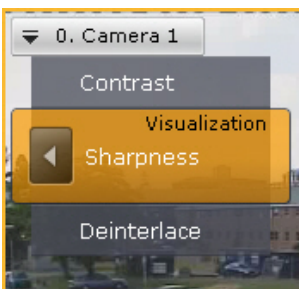 0. Camera 1
Contrast
Visualization
Sharpness
Deinterlace